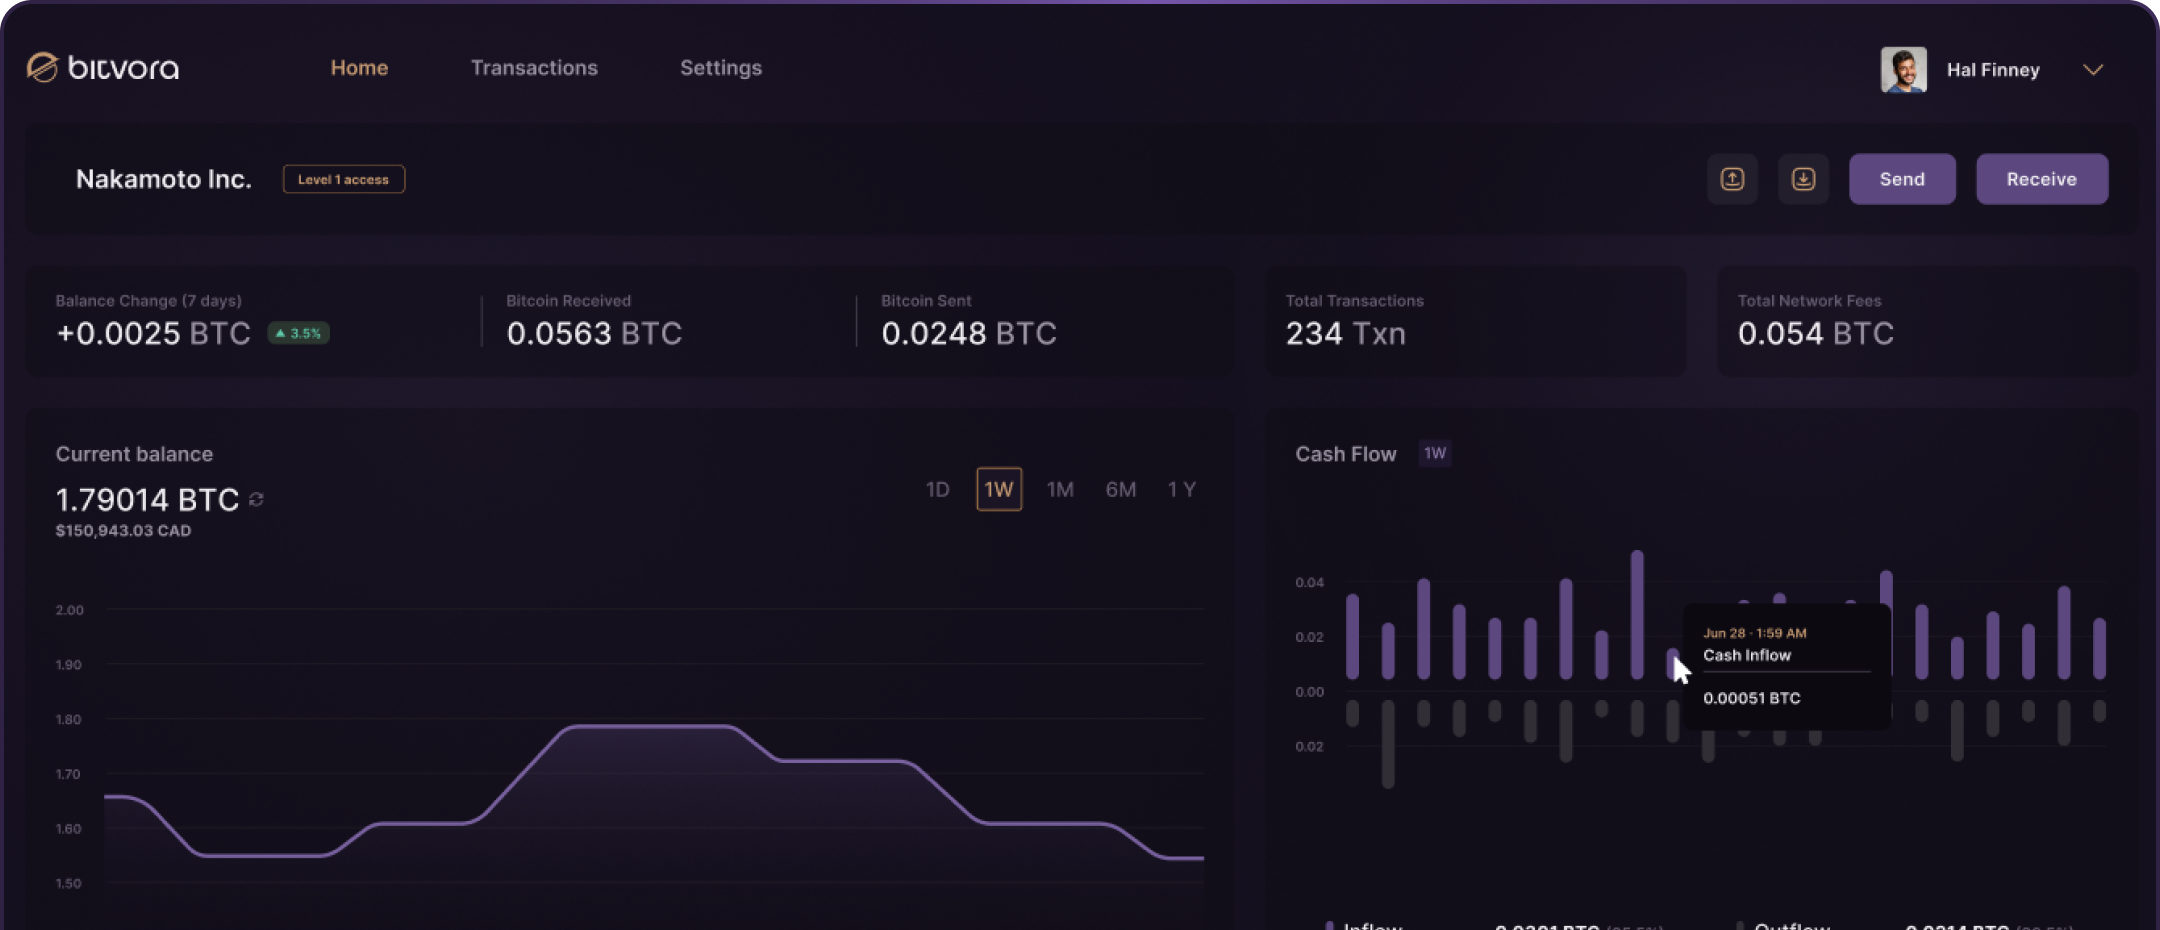 bitvora
Home
Transactions
Settings
Hal Finney
Nakamoto Inc.
Level 1 access
Send
Receive
Balance Change (7 days)
+0.0025 BTC
3.5%
Bitcoin Received
0.0563 BTC
Bitcoin Sent
0.0248 BTC
Total Transactions
234 Txn
Total Network Fees
0.054 BTC
Current balance
1.79014 BTC
$150,943.03 CAD
1D
1W
1M
6M
1 Y
2.00
1.90
1.80
1.70
1.60
1.50
Cash Flow
1W
0.04
0.02
0.00
0.02
Jun 28 - 1:59 AM
Cash Inflow
0.00051 BTC
Inflow
Outflow